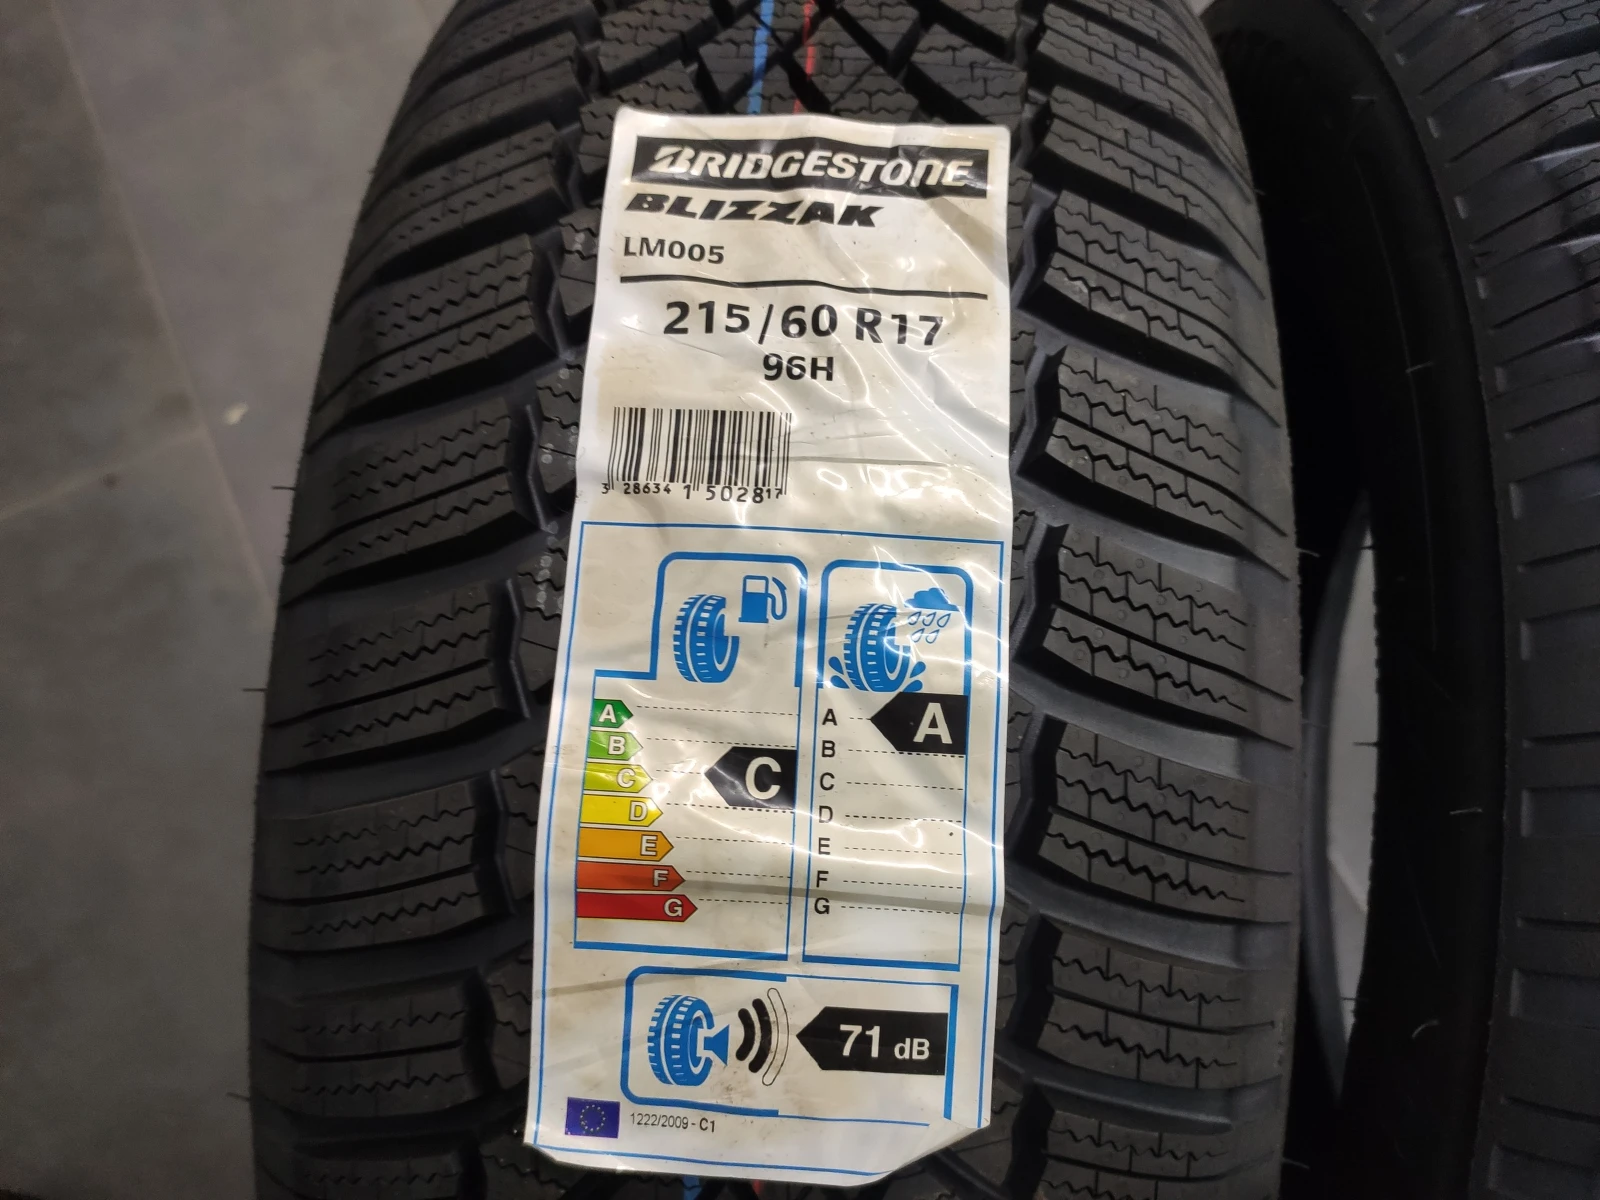 BRIDGESTONE
BLIZZAK
LM005
215/60 R17
96H
3 286341 502817
A
B
C
D
E
F
G
C
A
B
C
D
E
F
G
A
71 dB
1222/2009 - C1